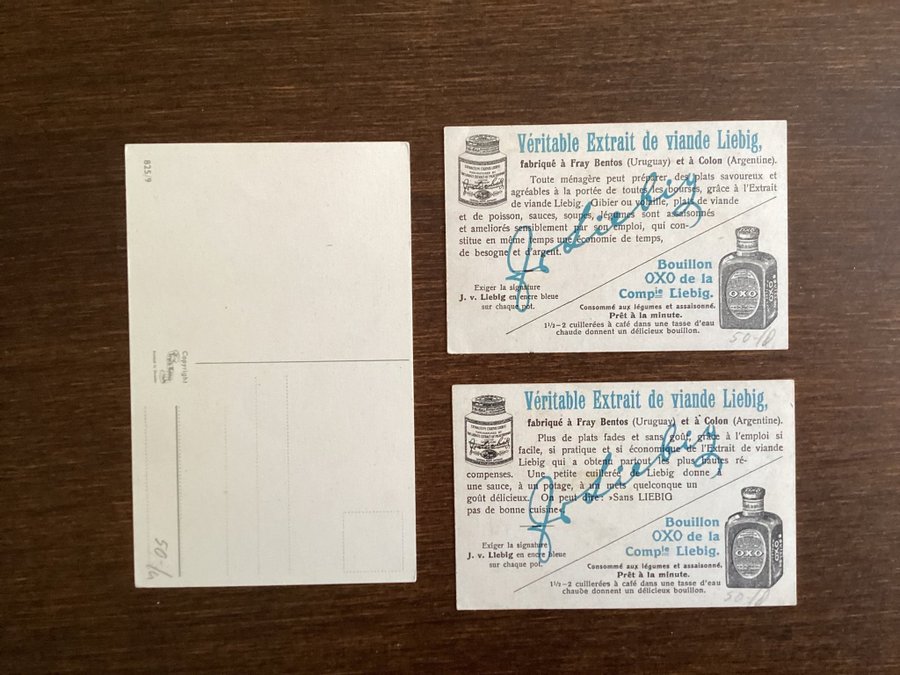 825/9
Copyright
50-
Véritable Extrait de viande Liebig,
fabriqué à Fray Bentos (Uruguay) et à Colon (Argentine).
Toute ménagère peut préparer des plats savoureux et
agréables à la portée de toutes les bourses, grâce à l'Extrait
de viande Liebig. Gibier ou volaille, plats de viande
et de poisson, sauces, soupes, légumes sont assaisonnés
et ameliorés sensiblement par son emploi, qui con-
stitue en même temps une économie de temps,
de besogne et d'argent.
J v Liebig
Exiger la signature
J. v. Liebig en encre bleue
sur chaque pot.
Bouillon
OXO de la
Compie Liebig.
Consommé aux légumes et assaisonné.
Prêt à la minute.
1½–2 cuillerées à café dans une tasse d'eau
chaude donnent un délicieux bouillon.
OXO
50-
Véritable Extrait de viande Liebig,
fabriqué à Fray Bentos (Uruguay) et à Colon (Argentine).
Plus de plats fades et sans goût, grâce à l'emploi si
facile, si pratique et si économique de l'Extrait de viande
Liebig qui a obtenu partout les plus hautes ré-
compenses. Une petite cuillerée de Liebig donne à
une sauce, à un potage, à un mets quelconque un
goût délicieux. On peut dire: »Sans LIEBIG
pas de bonne cuisine«
J v Liebig
Exiger la signature
J. v. Liebig en encre bleue
sur chaque pot.
Bouillon
OXO de la
Compie Liebig.
Consommé aux légumes et assaisonné.
Prêt à la minute.
1½–2 cuillerées à café dans une tasse d'eau
chaude donnent un délicieux bouillon.
OXO
50-